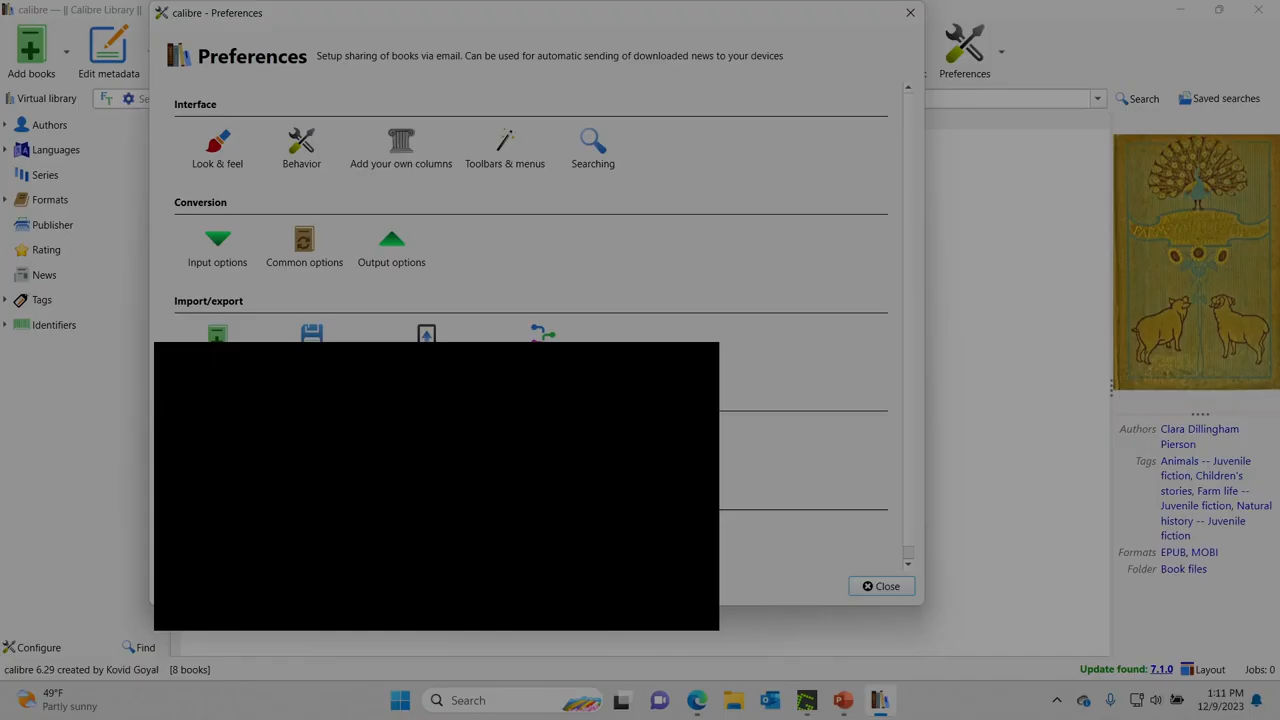 calibre — || Calibre Library ||
calibre - Preferences
Add books
Edit metadata
Preferences
Setup sharing of books via email. Can be used for automatic sending of downloaded news to your devices
Preferences
Virtual library
Search
Saved searches
Interface
Look & feel
Behavior
Add your own columns
Toolbars & menus
Searching
Authors
Languages
Series
Formats
Publisher
Rating
News
Tags
Identifiers
Conversion
Input options
Common options
Output options
Import/export
Close
Authors Clara Dillingham
Pierson
Tags Animals -- Juvenile
fiction, Children's
stories, Farm life --
Juvenile fiction, Natural
history -- Juvenile
fiction
Formats EPUB, MOBI
Folder Book files
Configure
Find
calibre 6.29 created by Kovid Goyal [8 books]
Update found: 7.1.0
Layout
Jobs: 0
49°F
Partly sunny
Search
1:11 PM
12/9/2023